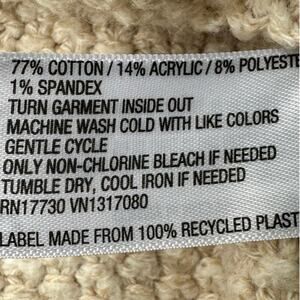 77% COTTON / 14% ACRYLIC / 8% POLYESTE
1% SPANDEX
TURN GARMENT INSIDE OUT
MACHINE WASH COLD WITH LIKE COLORS
GENTLE CYCLE
ONLY NON-CHLORINE BLEACH IF NEEDED
TUMBLE DRY, COOL IRON IF NEEDED
RN17730 VN1317080
LABEL MADE FROM 100% RECYCLED PLAST